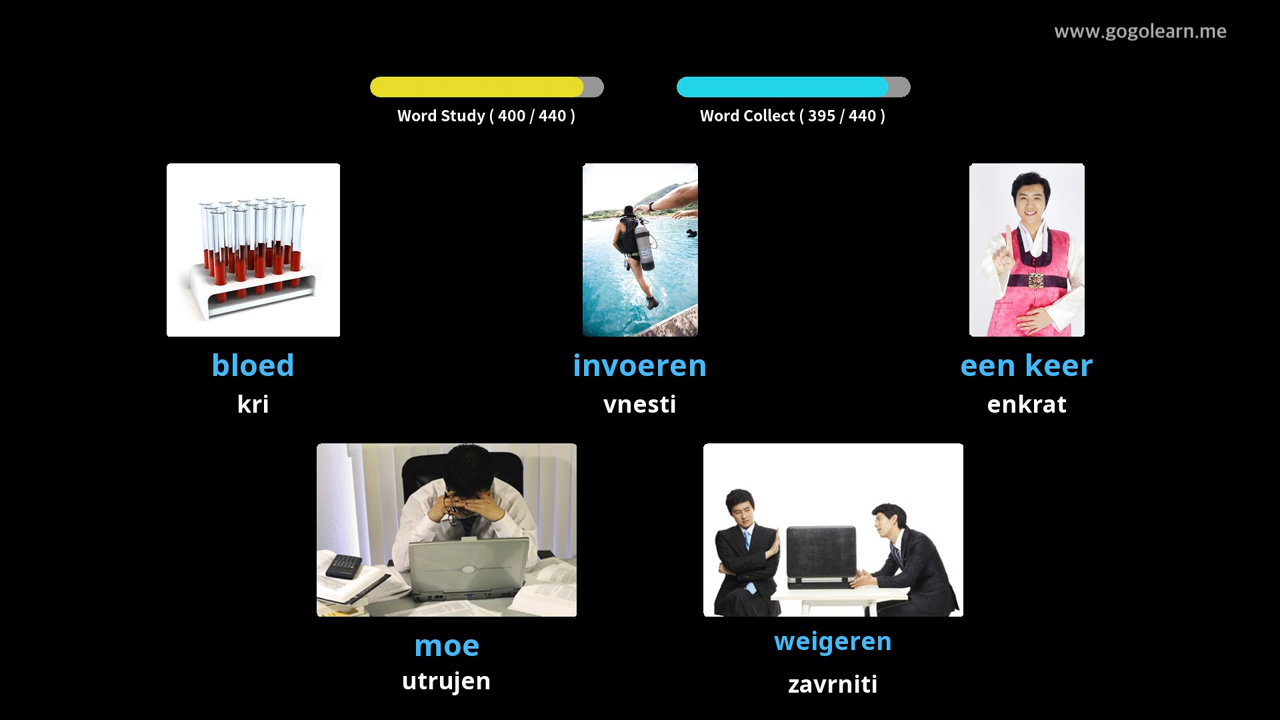 www.gogolearn.me
Word Study ( 400 / 440 )
Word Collect ( 395 / 440 )
bloed
kri
invoeren
vnesti
een keer
enkrat
moe
utrujen
weigeren
zavrniti